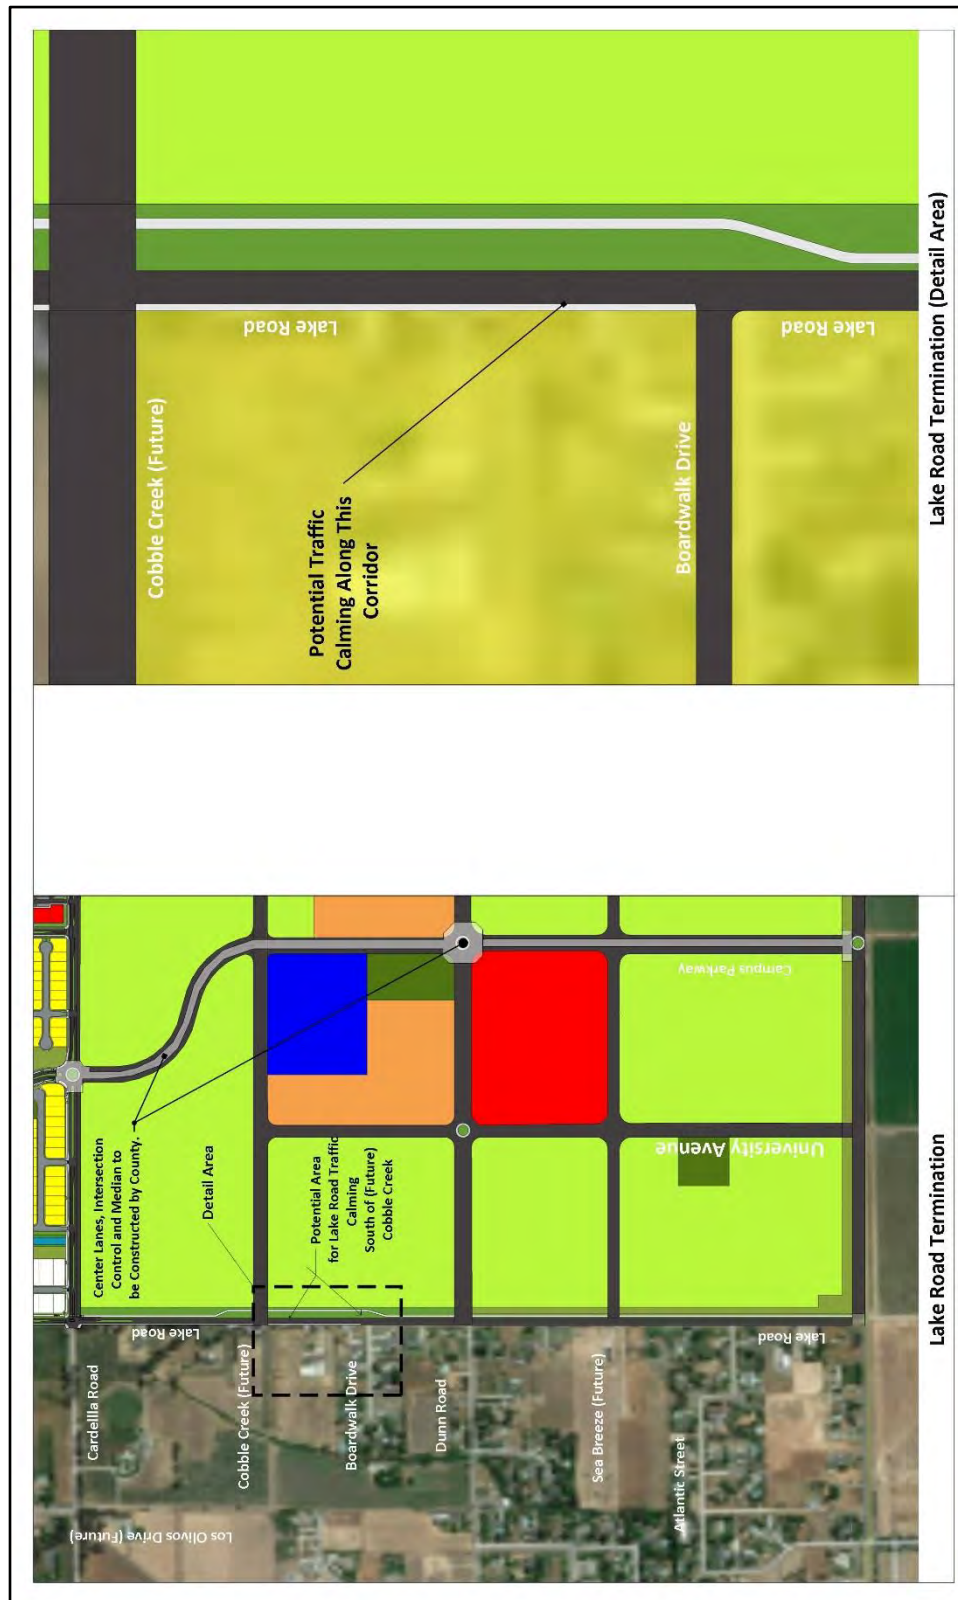 Cobble Creek (Future)
Lake Road
Potential Traffic
Calming Along This
Corridor
Boardwalk Drive
Lake Road
Lake Road Termination (Detail Area)
Center Lanes, Intersection
Control and Median to
be Constructed by County.
Detail Area
Potential Area
for Lake Road Traffic
Calming
South of (Future)
Cobble Creek
Campus Parkway
University Avenue
Lake Road
Lake Road
Cardellla Road
Cobble Creek (Future)
Boardwalk Drive
Dunn Road
Sea Breeze (Future)
Atlantic Street
Los Olivos Drive (Future)
Lake Road Termination